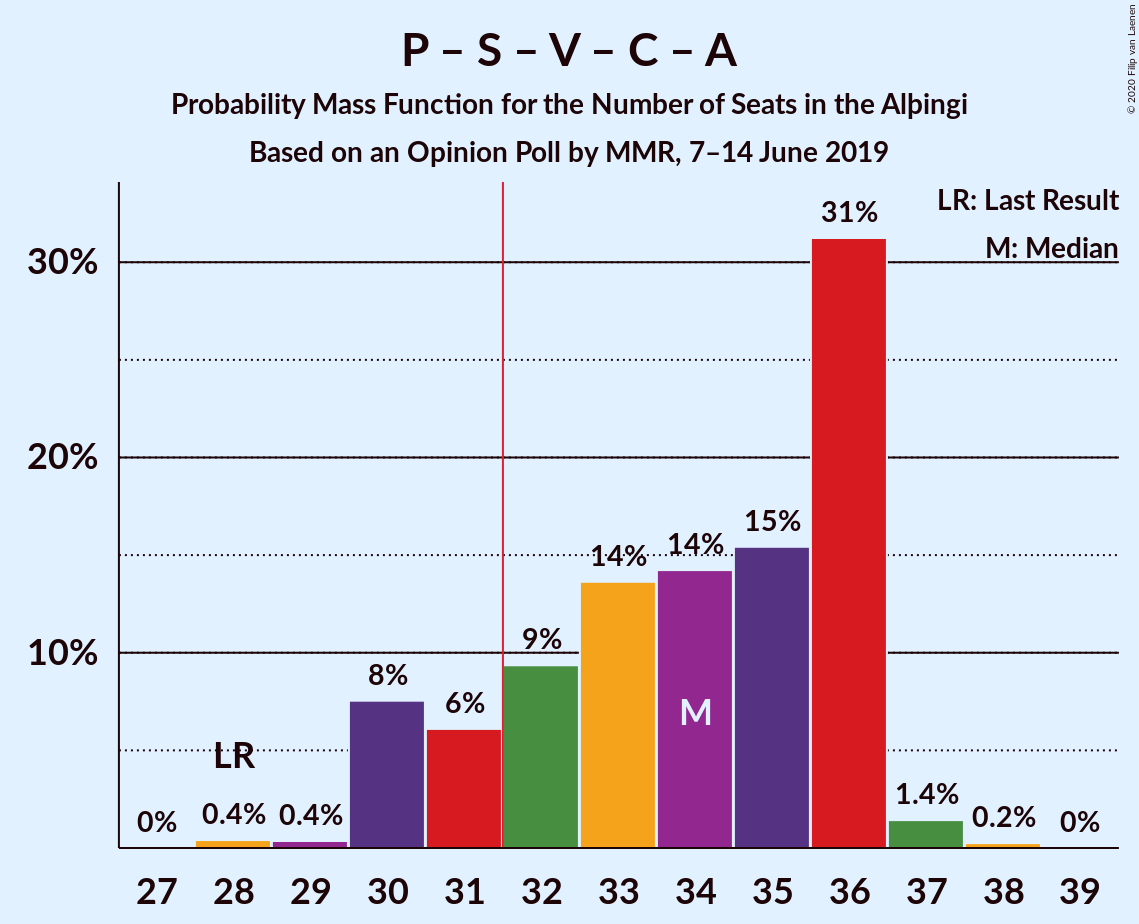 P – S – V – C – A
Probability Mass Function for the Number of Seats in the Alþingi
Based on an Opinion Poll by MMR, 7–14 June 2019
© 2020 Filip van Laenen
LR: Last Result
M: Median
30%
20%
10%
0%
0.4%
0.4%
8%
6%
9%
14%
14%
15%
31%
1.4%
0.2%
0%
LR
M
27 28 29 30 31 32 33 34 35 36 37 38 39